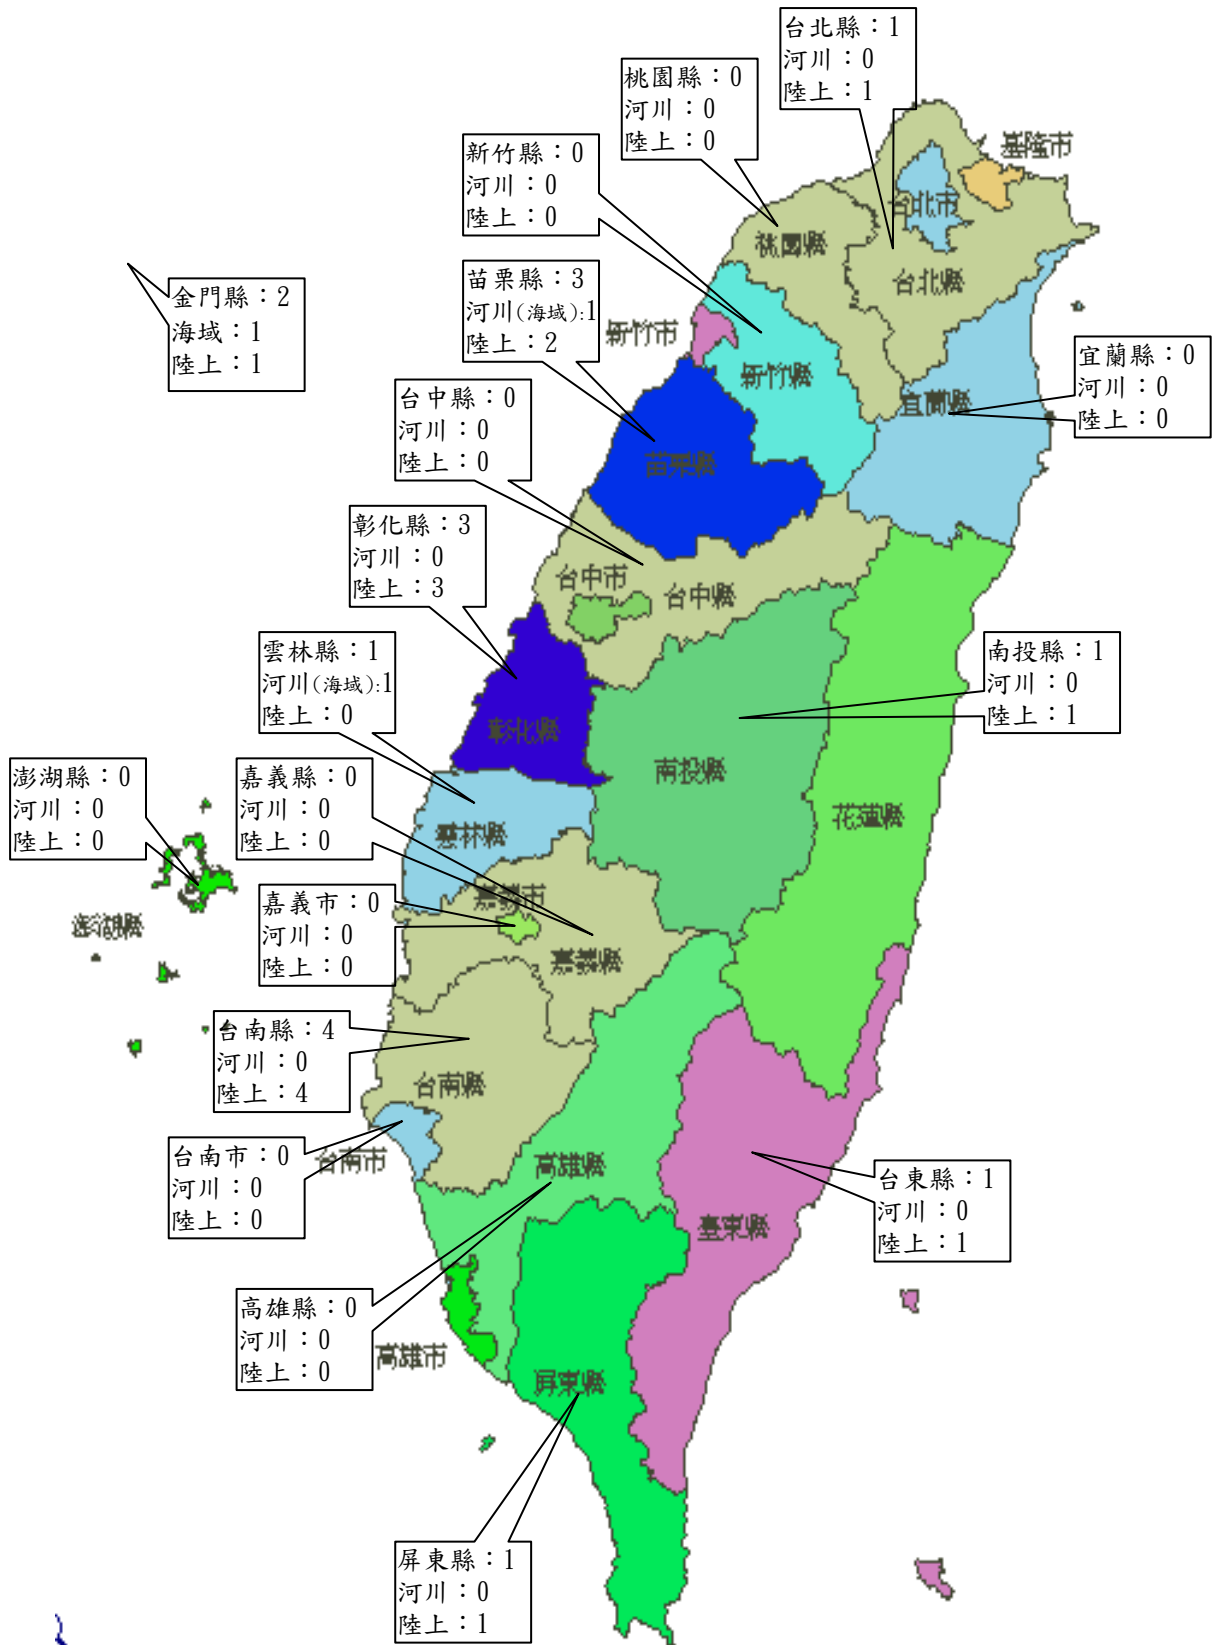 台北縣：1
河川：0
陸上：1
桃園縣：0
河川：0
陸上：0
新竹縣：0
河川：0
陸上：0
基隆市
台北市
桃園縣
台北縣
金門縣：2
海域：1
陸上：1
苗栗縣：3
河川(海域):1
陸上：2
新竹市
新竹縣
宜蘭縣：0
河川：0
陸上：0
宜蘭縣
台中縣：0
河川：0
陸上：0
苗栗縣
彰化縣：3
河川：0
陸上：3
台中市
台中縣
雲林縣：1
河川(海域):1
陸上：0
南投縣：1
河川：0
陸上：1
彰化縣
南投縣
澎湖縣：0
河川：0
陸上：0
嘉義縣：0
河川：0
陸上：0
雲林縣
花蓮縣
嘉義市：0
河川：0
陸上：0
嘉義市
澎湖縣
嘉義縣
台南縣：4
河川：0
陸上：4
台南縣
台南市：0
河川：0
陸上：0
台南市
高雄縣
台東縣：1
河川：0
陸上：1
臺東縣
高雄縣：0
河川：0
陸上：0
高雄市
屏東縣
屏東縣：1
河川：0
陸上：1